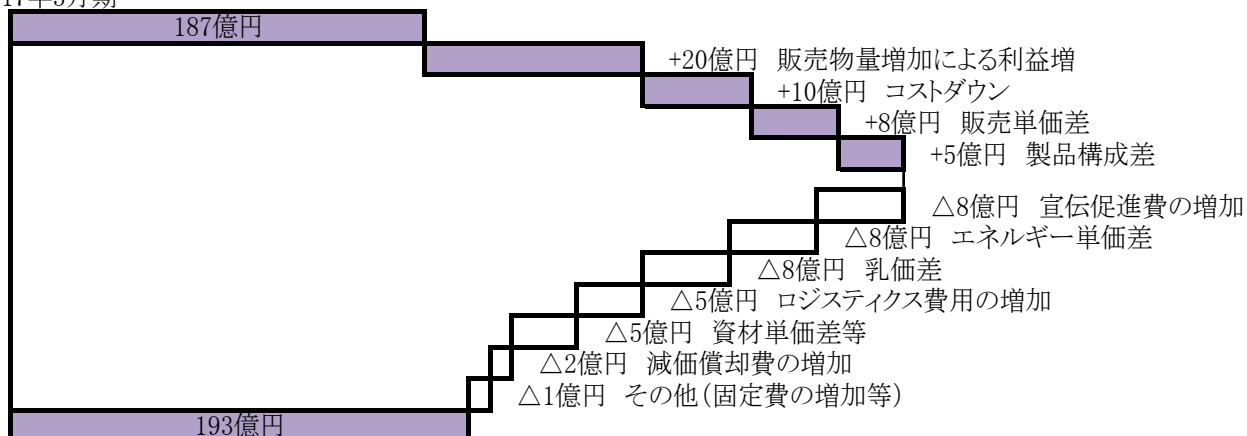 17年3月期
187億円
+20億円 販売物量増加による利益増
+10億円 コストダウン
+8億円 販売単価差
+5億円 製品構成差
△8億円 宣伝促進費の増加
△8億円 エネルギー単価差
△8億円 乳価差
△5億円 ロジスティクス費用の増加
△5億円 資材単価差等
△2億円 減価償却費の増加
△1億円 その他(固定費の増加等)
193億円